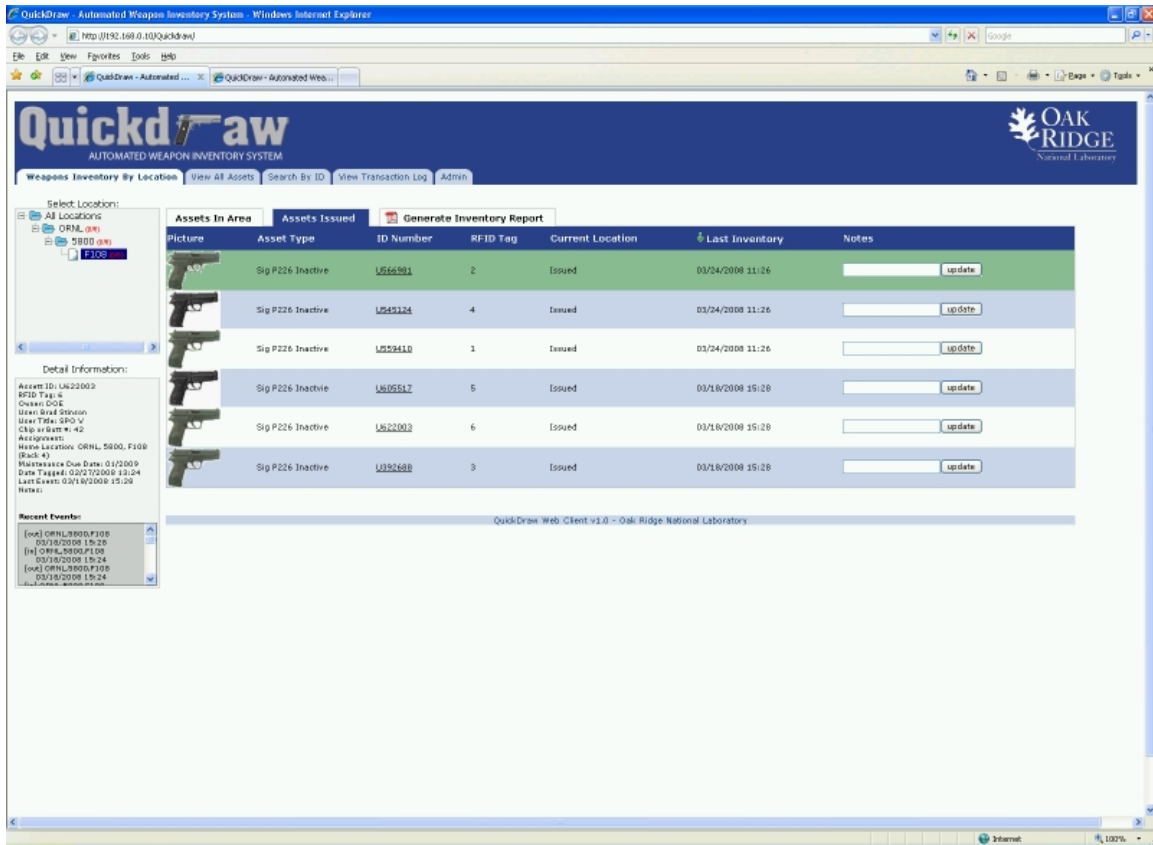 QuickDraw - Automated Weapon Inventory System - Windows Internet Explorer
http://192.168.0.10/Quickdraw/
Google
File Edit View Favorites Tools Help
QuickDraw - Automated ...
QuickDraw - Automated Wea...
Page Tools
Quickdraw
AUTOMATED WEAPON INVENTORY SYSTEM
OAK
RIDGE
National Laboratory
Weapons Inventory By Location View All Assets Search By ID View Transaction Log Admin
Select Location:
All Locations
ORNL (0/6)
5800 (0/6)
F108
Assets In Area Assets Issued Generate Inventory Report
Picture Asset Type ID Number RFID Tag Current Location Last Inventory Notes
Sig P226 Inactive U566981 2 Issued 03/24/2008 11:26 update
Sig P226 Inactive U545124 4 Issued 03/24/2008 11:26 update
Sig P226 Inactive U559410 1 Issued 03/24/2008 11:26 update
Sig P226 Inactvie U605517 5 Issued 03/18/2008 15:28 update
Sig P226 Inactive U622003 6 Issued 03/18/2008 15:28 update
Sig P226 Inactive U392688 3 Issued 03/18/2008 15:28 update
Detail Information:
Assett ID: U622003
RFID Tag: 6
Owner: DOE
User: Brad Stinson
User Title: SPO V
Chip or Butt #: 42
Assignment:
Home Location: ORNL, 5800, F108
(Rack 4)
Maintenance Due Date: 01/2009
Date Tagged: 02/27/2008 13:24
Last Event: 03/18/2008 15:28
Notes:
Recent Events:
[out] ORNL,5800,F108
03/18/2008 15:28
[in] ORNL,5800,F108
03/18/2008 15:24
[out] ORNL,5800,F108
03/18/2008 15:24
QuickDraw Web Client v1.0 - Oak Ridge National Laboratory
Internet
100%